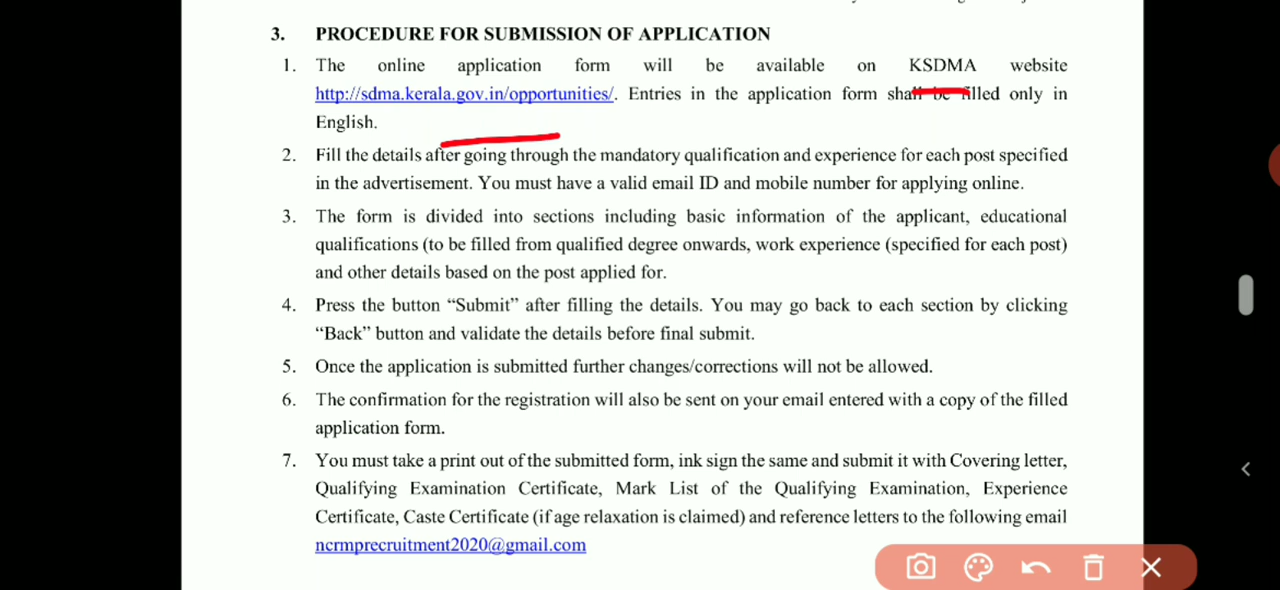 3. PROCEDURE FOR SUBMISSION OF APPLICATION
1. The online application form will be available on KSDMA website
http://sdma.kerala.gov.in/opportunities/. Entries in the application form shall be filled only in
English.
2. Fill the details after going through the mandatory qualification and experience for each post specified
in the advertisement. You must have a valid email ID and mobile number for applying online.
3. The form is divided into sections including basic information of the applicant, educational
qualifications (to be filled from qualified degree onwards, work experience (specified for each post)
and other details based on the post applied for.
4. Press the button “Submit” after filling the details. You may go back to each section by clicking
“Back” button and validate the details before final submit.
5. Once the application is submitted further changes/corrections will not be allowed.
6. The confirmation for the registration will also be sent on your email entered with a copy of the filled
application form.
7. You must take a print out of the submitted form, ink sign the same and submit it with Covering letter,
Qualifying Examination Certificate, Mark List of the Qualifying Examination, Experience
Certificate, Caste Certificate (if age relaxation is claimed) and reference letters to the following email
ncrmprecruitment2020@gmail.com